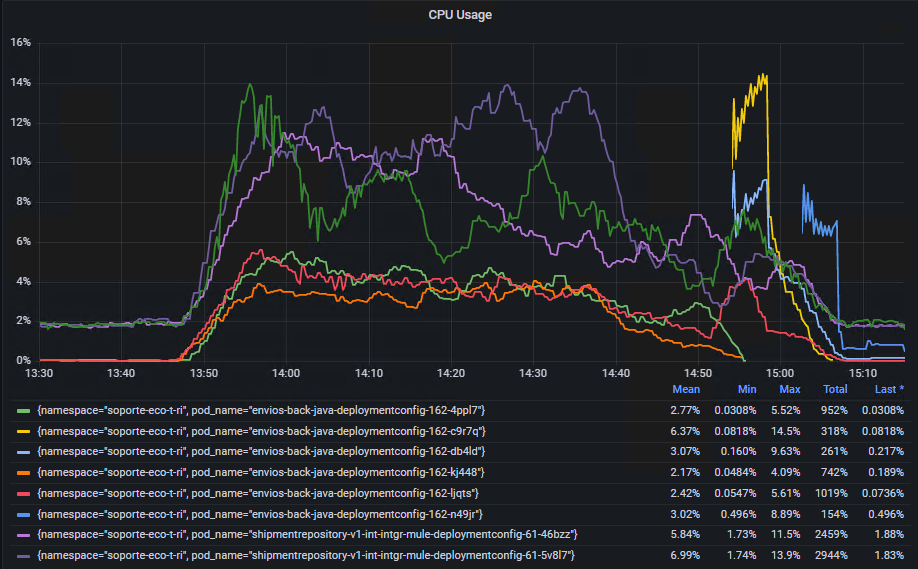 CPU Usage
16%
14%
12%
10%
8%
6%
4%
2%
0%
13:30 13:40 13:50 14:00 14:10 14:20 14:30 14:40 14:50 15:00 15:10
Mean Min Max Total Last *
{namespace="soporte-eco-t-ri", pod_name="envios-back-java-deploymentconfig-162-4ppl7"} 2.77% 0.0308% 5.52% 952% 0.0308%
{namespace="soporte-eco-t-ri", pod_name="envios-back-java-deploymentconfig-162-c9r7q"} 6.37% 0.0818% 14.5% 318% 0.0818%
{namespace="soporte-eco-t-ri", pod_name="envios-back-java-deploymentconfig-162-db4ld"} 3.07% 0.160% 9.63% 261% 0.217%
{namespace="soporte-eco-t-ri", pod_name="envios-back-java-deploymentconfig-162-kj448"} 2.17% 0.0484% 4.09% 742% 0.189%
{namespace="soporte-eco-t-ri", pod_name="envios-back-java-deploymentconfig-162-ljqts"} 2.42% 0.0547% 5.61% 1019% 0.0736%
{namespace="soporte-eco-t-ri", pod_name="envios-back-java-deploymentconfig-162-n49jr"} 3.02% 0.496% 8.89% 154% 0.496%
{namespace="soporte-eco-t-ri", pod_name="shipmentrepository-v1-int-intgr-mule-deploymentconfig-61-46bzz"} 5.84% 1.73% 11.5% 2459% 1.88%
{namespace="soporte-eco-t-ri", pod_name="shipmentrepository-v1-int-intgr-mule-deploymentconfig-61-5v8l7"} 6.99% 1.74% 13.9% 2944% 1.83%